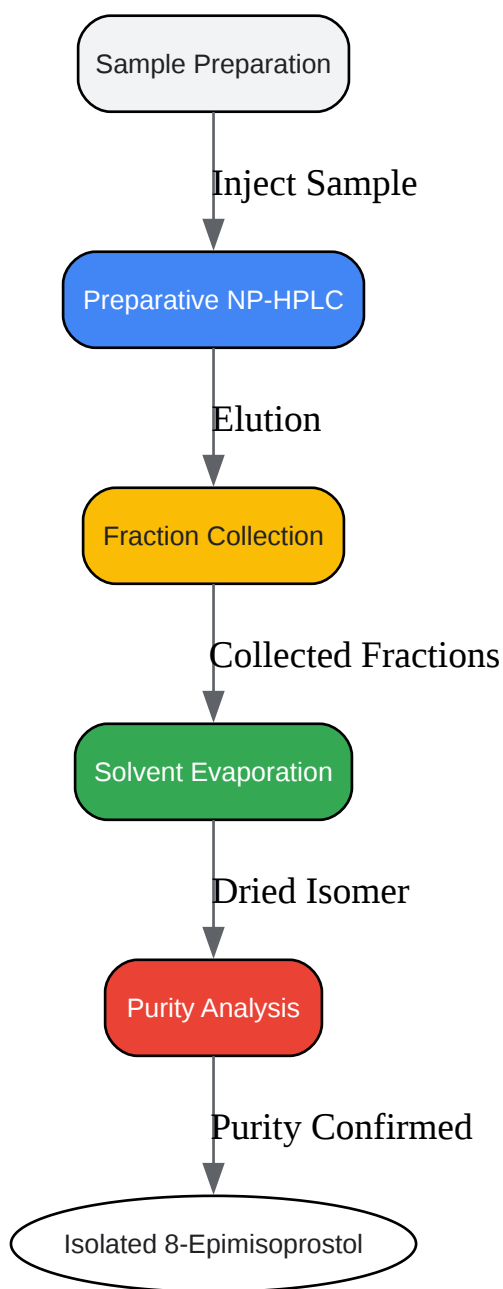 Sample Preparation
Inject Sample
Preparative NP-HPLC
Elution
Fraction Collection
Collected Fractions
Solvent Evaporation
Dried Isomer
Purity Analysis
Purity Confirmed
Isolated 8-Epimisoprostol